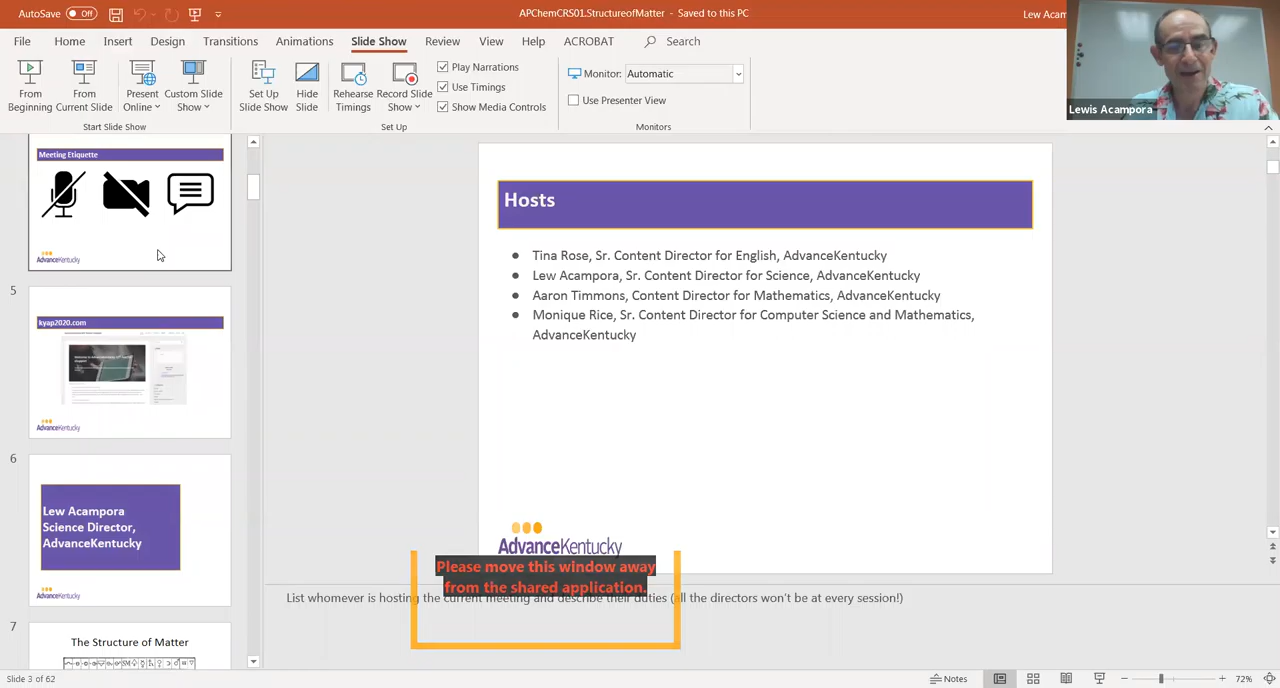 AutoSave Off
APChemCRS01.StructureofMatter - Saved to this PC
Lew Acam
File Home Insert Design Transitions Animations Slide Show Review View Help ACROBAT Search
From Beginning
From Current Slide
Present Online
Custom Slide Show
Set Up Slide Show
Hide Slide
Rehearse Timings
Record Slide Show
Play Narrations
Use Timings
Show Media Controls
Monitor: Automatic
Use Presenter View
Start Slide Show
Set Up
Monitors
Lewis Acampora
Meeting Etiquette
AdvanceKentucky
5
kyap2020.com
AdvanceKentucky
6
Lew Acampora
Science Director,
AdvanceKentucky
AdvanceKentucky
7
The Structure of Matter
Hosts
● Tina Rose, Sr. Content Director for English, AdvanceKentucky
● Lew Acampora, Sr. Content Director for Science, AdvanceKentucky
● Aaron Timmons, Content Director for Mathematics, AdvanceKentucky
● Monique Rice, Sr. Content Director for Computer Science and Mathematics,
AdvanceKentucky
AdvanceKentucky
Please move this window away
from the shared application.
List whomever is hosting the current meeting and describe their duties (all the directors won't be at every session!)
Slide 3 of 62
Notes
72%